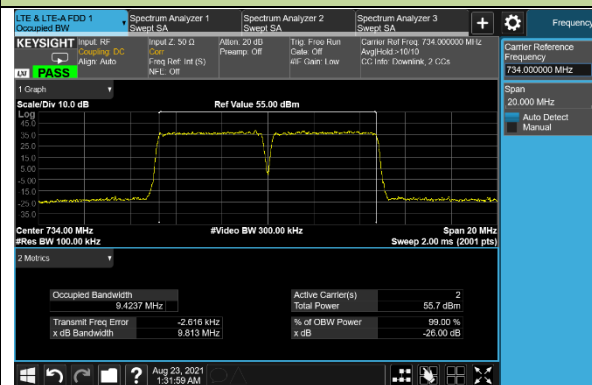 LTE & LTE-A FDD 1
Occupied BW
Spectrum Analyzer 1
Swept SA
Spectrum Analyzer 2
Swept SA
Spectrum Analyzer 3
Swept SA
+
Frequency
KEYSIGHT
Input: RF
Coupling: DC
Align: Auto
Input Z: 50 Ω
Corr
Freq Ref: Int (S)
NFE: Off
Atten: 20 dB
Preamp: Off
Trig: Free Run
Gate: Off
#IF Gain: Low
Carrier Ref Freq: 734.000000 MHz
Avg|Hold:>10/10
CC Info: Downlink, 2 CCs
LXI
PASS
Carrier Reference
Frequency
734.000000 MHz
Span
20.000 MHz
Auto Detect
Manual
1 Graph
Scale/Div 10.0 dB
Ref Value 55.00 dBm
Log
45.0
35.0
25.0
15.0
5.00
-5.00
-15.0
-25.0
-35.0
Center 734.00 MHz
#Video BW 300.00 kHz
Span 20 MHz
#Res BW 100.00 kHz
Sweep 2.00 ms (2001 pts)
2 Metrics
Occupied Bandwidth
9.4237 MHz
Active Carrier(s) 2
Total Power 55.7 dBm
Transmit Freq Error -2.616 kHz
x dB Bandwidth 9.813 MHz
% of OBW Power 99.00 %
x dB -26.00 dB
?
Aug 23, 2021
1:31:59 AM